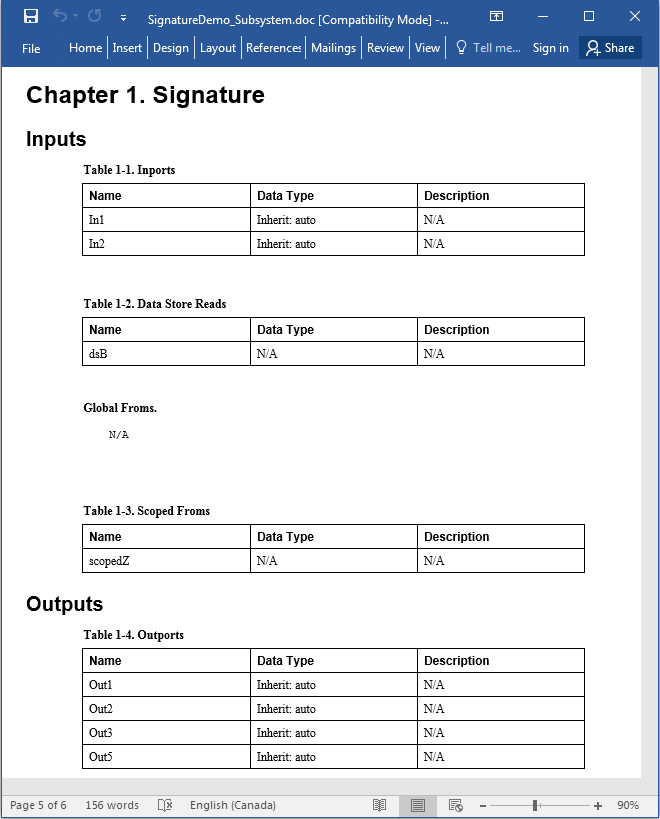 SignatureDemo_Subsystem.doc [Compatibility Mode] -...
File Home Insert Design Layout References Mailings Review View Tell me... Sign in Share
Chapter 1. Signature
Inputs
Table 1-1. Inports
Name Data Type Description
In1 Inherit: auto N/A
In2 Inherit: auto N/A
Table 1-2. Data Store Reads
Name Data Type Description
dsB N/A N/A
Global Froms.
N/A
Table 1-3. Scoped Froms
Name Data Type Description
scopedZ N/A N/A
Outputs
Table 1-4. Outports
Name Data Type Description
Out1 Inherit: auto N/A
Out2 Inherit: auto N/A
Out3 Inherit: auto N/A
Out5 Inherit: auto N/A
Page 5 of 6 156 words English (Canada) 90%